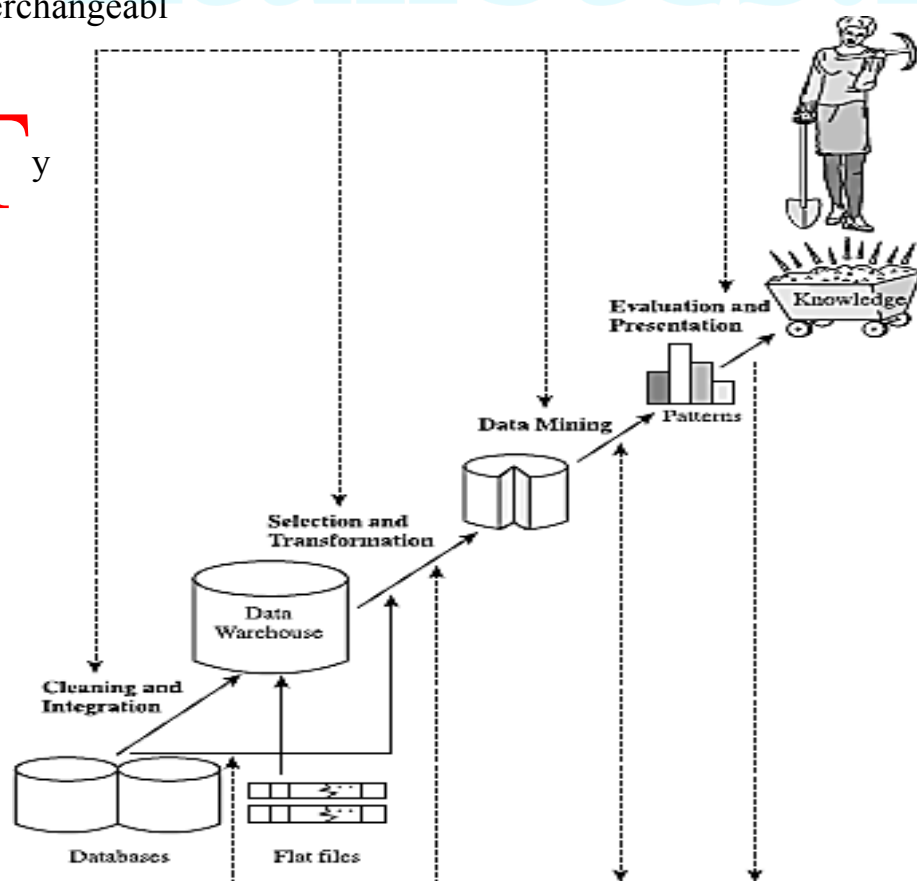 erchangeabl
T
y
Knowledge
Evaluation and
Presentation
Patterns
Data Mining
Selection and
Transformation
Data
Warehouse
Cleaning and
Integration
Databases
Flat files